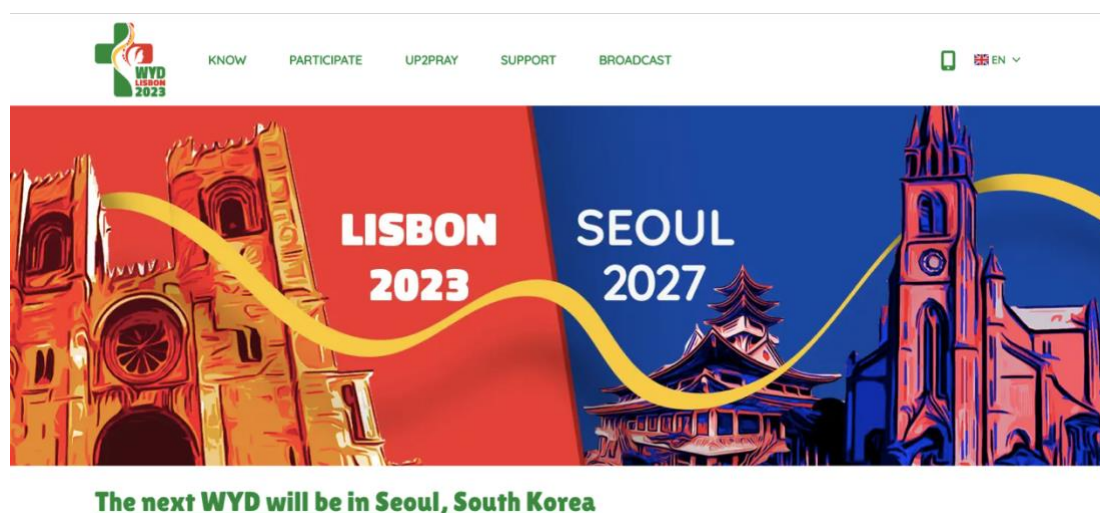 WYD
LISBON
2023
KNOW PARTICIPATE UP2PRAY SUPPORT BROADCAST EN
LISBON
2023
SEOUL
2027
The next WYD will be in Seoul, South Korea